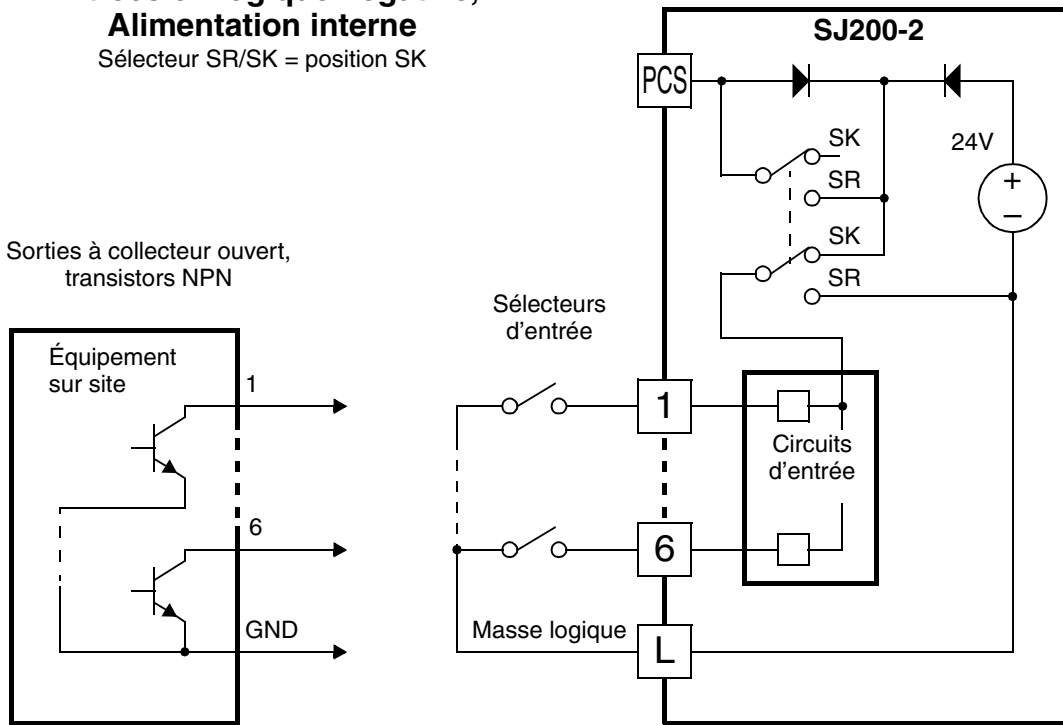 Alimentation interne
Sélecteur SR/SK = position SK
SJ200-2
PCS
SK
24V
SR
+
–
SK
SR
Sorties à collecteur ouvert,
transistors NPN
Sélecteurs
d’entrée
Équipement
sur site
1
1
Circuits
d’entrée
6
6
GND
Masse logique
L